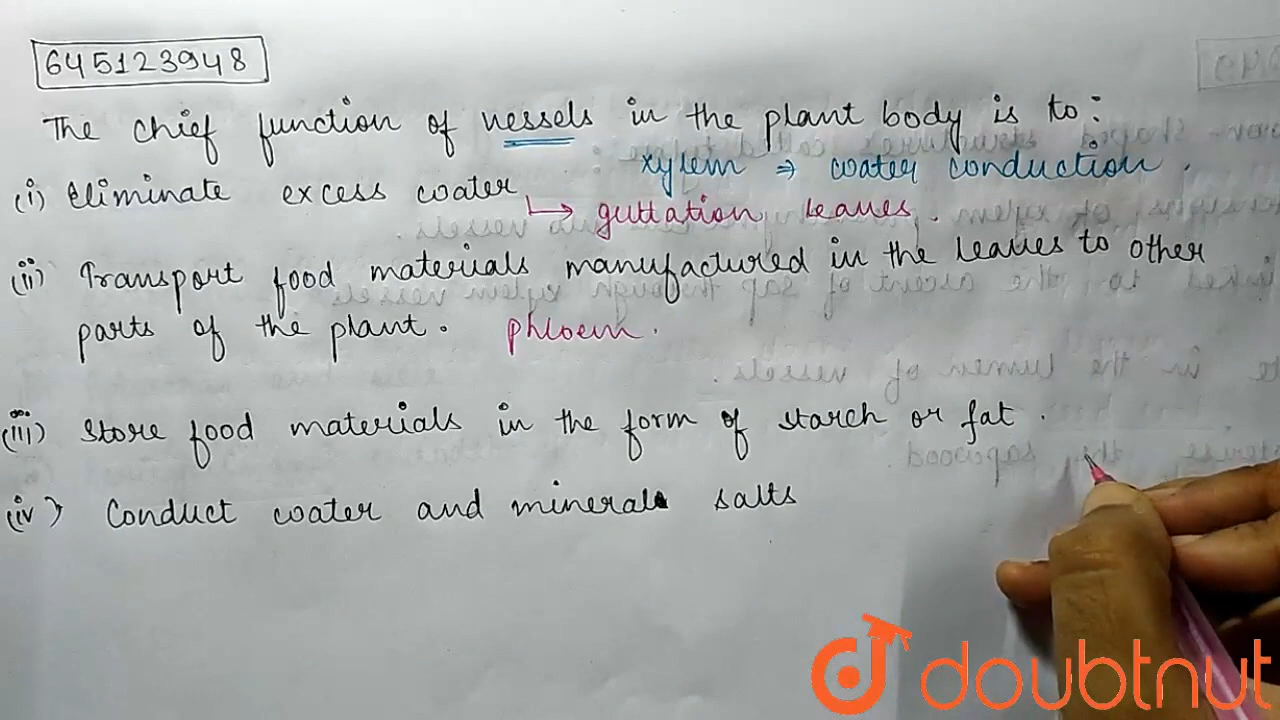 645123948
The chief function of vessels in the plant body is to:
xylem ⇒ water conduction.
(i) Eliminate excess water
↳ guttation leaves.
(ii) Transport food materials manufactured in the leaves to other
parts of the plant. phloem.
(iii) Store food materials in the form of starch or fat.
(iv) Conduct water and mineral salts
doubtnut